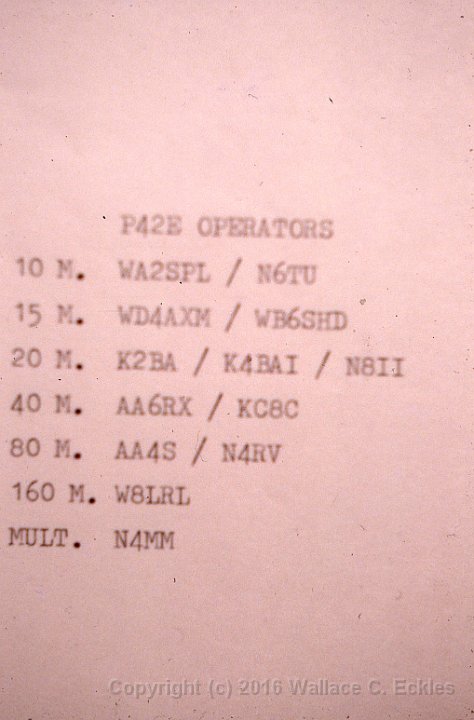 P42E OPERATORS
10 M. WA2SPL / N6TU
15 M. WD4AXM / WB6SHD
20 M. K2BA / K4BAI / N8II
40 M. AA6RX / KC8C
80 M. AA4S / N4RV
160 M. W8LRL
MULT. N4MM
Copyright (c) 2016 Wallace C. Eckles